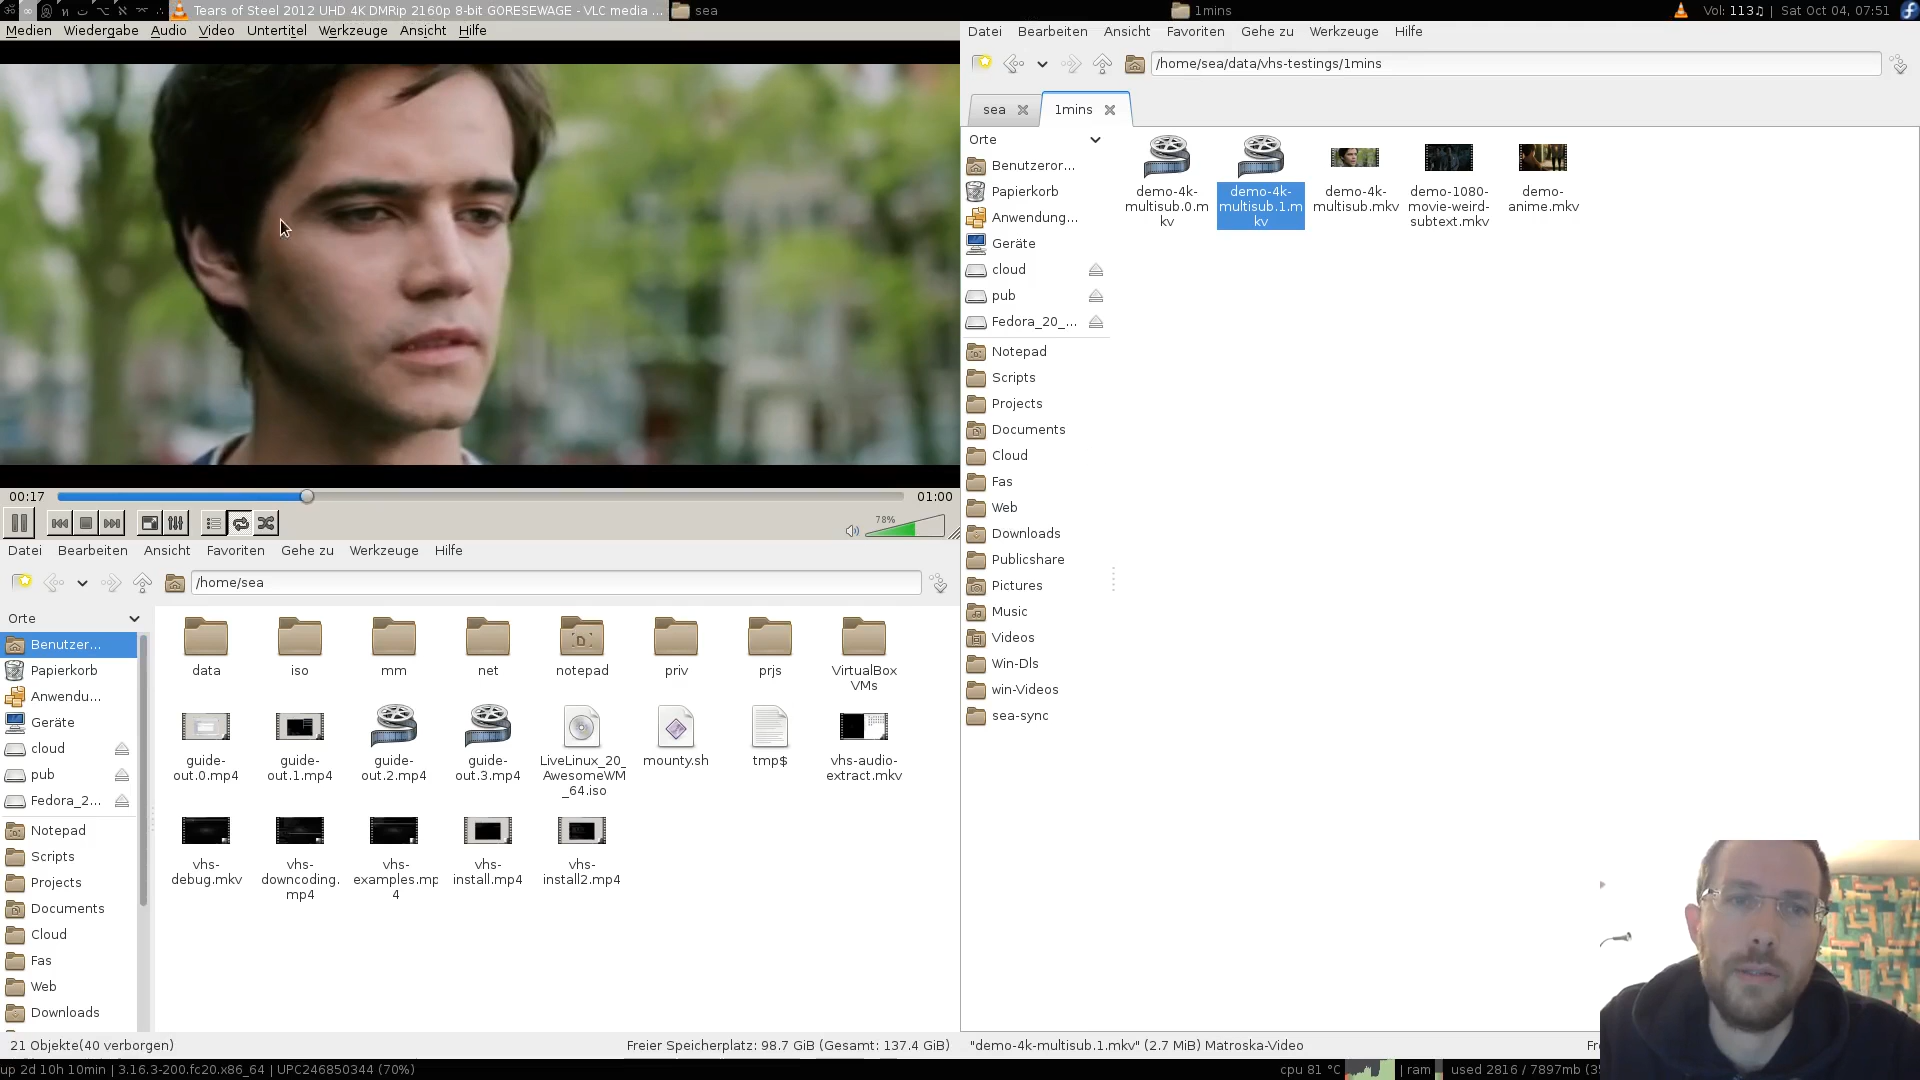 Tears of Steel 2012 UHD 4K DMRip 2160p 8-bit GORESEWAGE - VLC media ...
sea
1mins
Vol: 113♫ | Sat Oct 04, 07:51
Medien Wiedergabe Audio Video Untertitel Werkzeuge Ansicht Hilfe
00:17
01:00
78%
Datei Bearbeiten Ansicht Favoriten Gehe zu Werkzeuge Hilfe
/home/sea
Orte
Benutzer...
Papierkorb
Anwendu...
Geräte
cloud
pub
Fedora_2...
Notepad
Scripts
Projects
Documents
Cloud
Fas
Web
Downloads
data
iso
mm
net
notepad
priv
prjs
VirtualBox
VMs
guide-
out.0.mp4
guide-
out.1.mp4
guide-
out.2.mp4
guide-
out.3.mp4
LiveLinux_20_
AwesomeWM
_64.iso
mounty.sh
tmp$
vhs-audio-
extract.mkv
vhs-
debug.mkv
vhs-
downcoding.
mp4
vhs-
examples.mp
4
vhs-
install.mp4
vhs-
install2.mp4
21 Objekte(40 verborgen)
Freier Speicherplatz: 98.7 GiB (Gesamt: 137.4 GiB)
Datei Bearbeiten Ansicht Favoriten Gehe zu Werkzeuge Hilfe
/home/sea/data/vhs-testings/1mins
sea
1mins
Orte
Benutzeror...
Papierkorb
Anwendung...
Geräte
cloud
pub
Fedora_20_...
Notepad
Scripts
Projects
Documents
Cloud
Fas
Web
Downloads
Publicshare
Pictures
Music
Videos
Win-Dls
win-Videos
sea-sync
demo-4k-
multisub.0.m
kv
demo-4k-
multisub.1.m
kv
demo-4k-
multisub.mkv
demo-1080-
movie-weird-
subtext.mkv
demo-
anime.mkv
"demo-4k-multisub.1.mkv" (2.7 MiB) Matroska-Video
up 2d 10h 10min | 3.16.3-200.fc20.x86_64 | UPC246850344 (70%)
cpu 81 °C
| ram
used 2816 / 7897mb